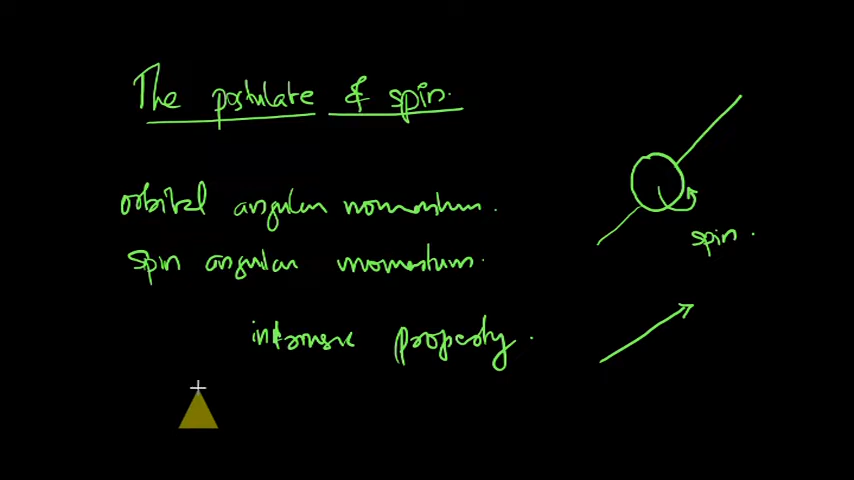 The postulate of spin.
orbital angular momentum.
spin angular momentum.
intrinsic property.
spin.